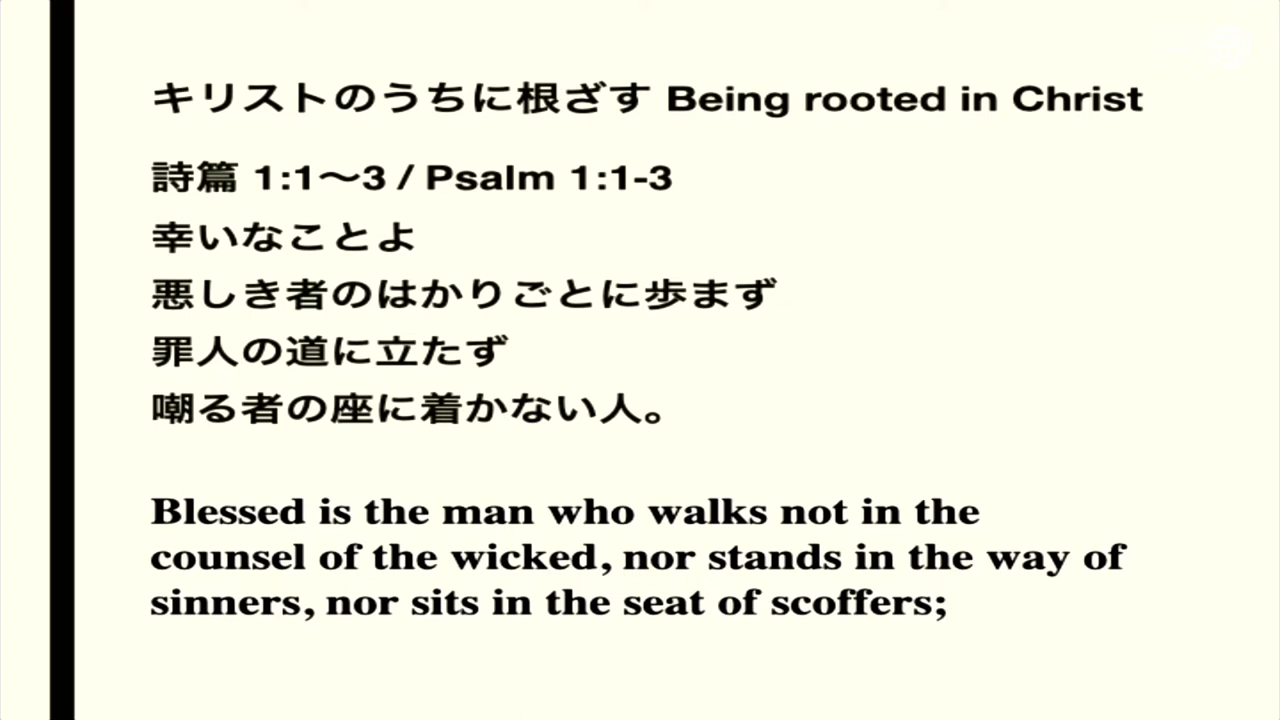 キリストのうちに根ざす Being rooted in Christ
詩篇 1:1〜3 / Psalm 1:1-3
幸いなことよ
悪しき者のはかりごとに歩まず
罪人の道に立たず
嘲る者の座に着かない人。
Blessed is the man who walks not in the
counsel of the wicked, nor stands in the way of
sinners, nor sits in the seat of scoffers;